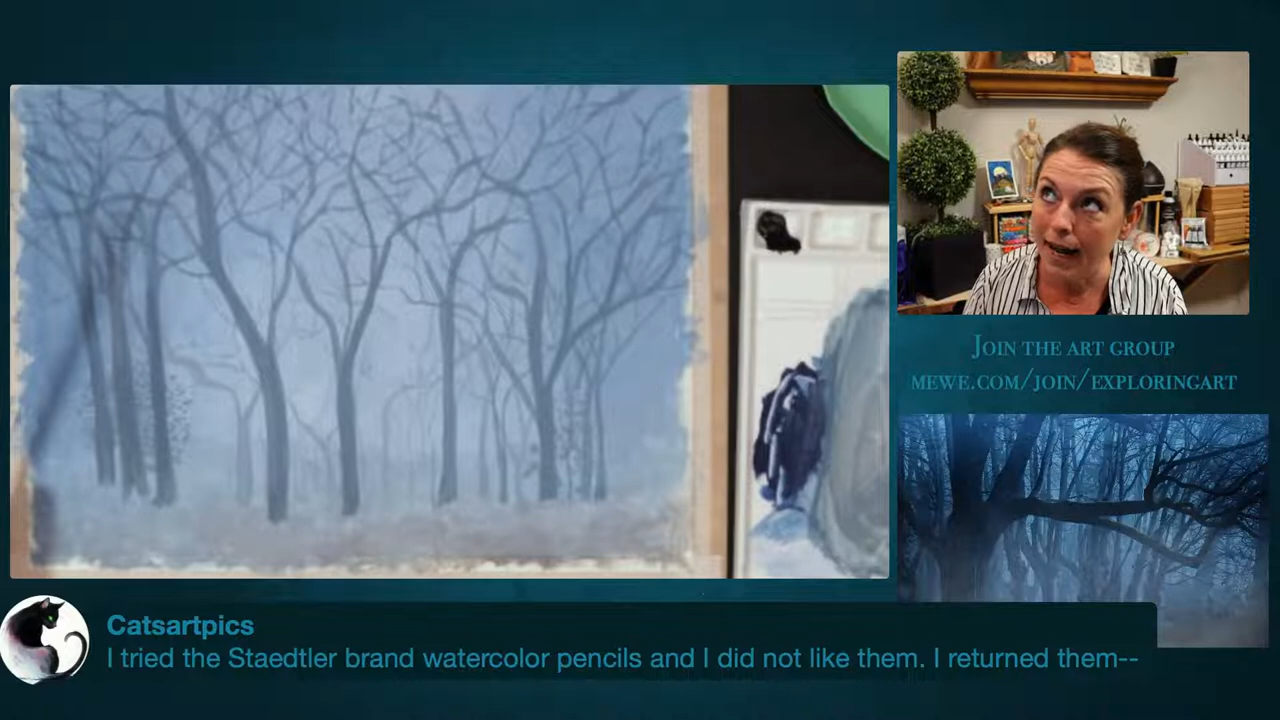 Join the art group
mewe.com/join/exploringart
Catsartpics
I tried the Staedtler brand watercolor pencils and I did not like them. I returned them--